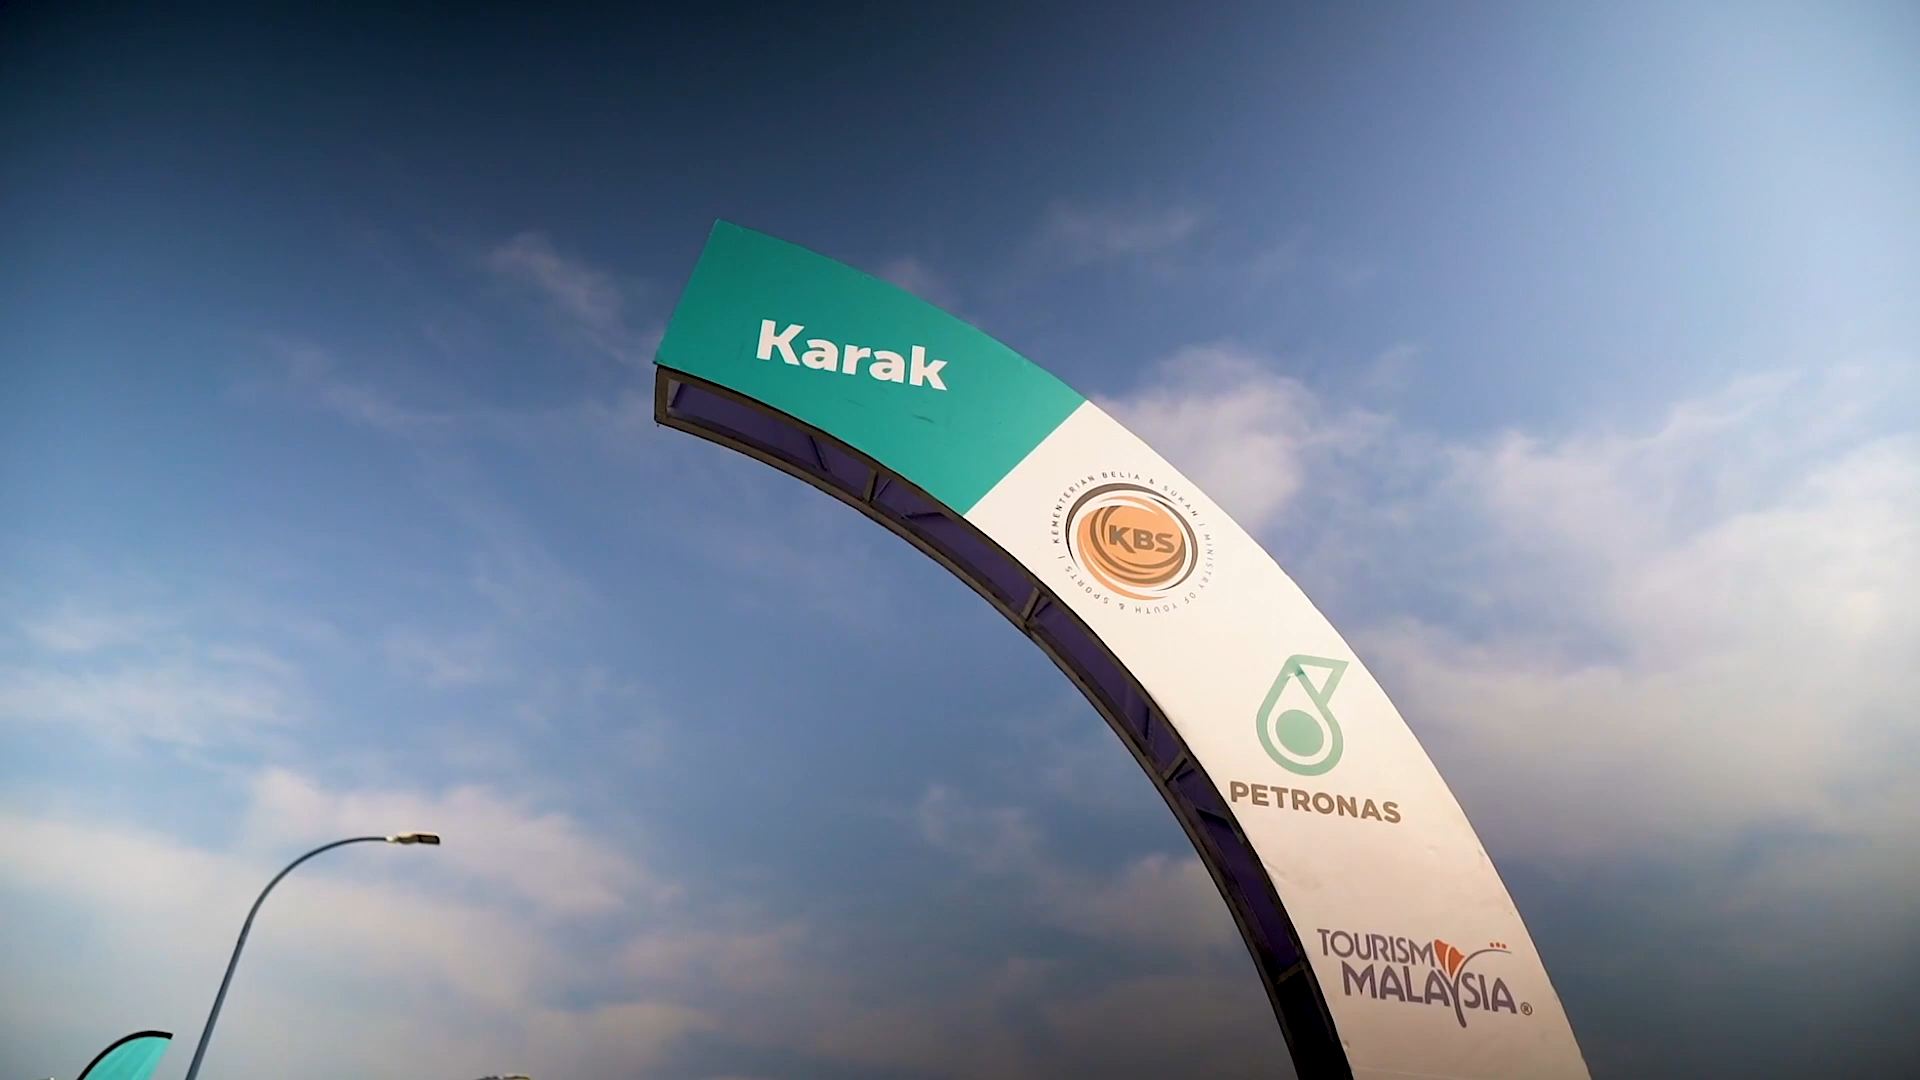 Karak
KEMENTERIAN BELIA & SUKAN | MINISTRY OF YOUTH & SPORTS |
KBS
PETRONAS
TOURISM
MALAYSIA®